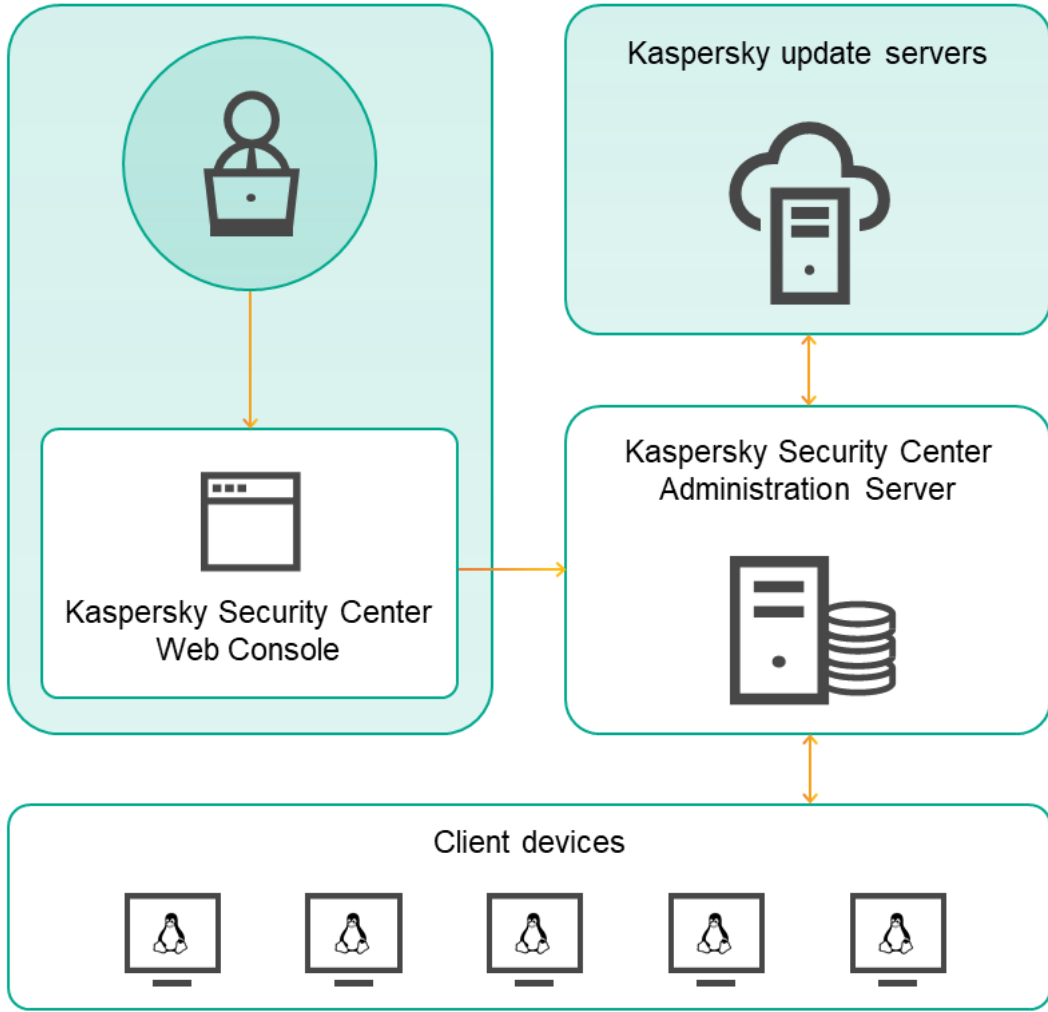 Kaspersky update servers
Kaspersky Security Center
Administration Server
Kaspersky Security Center
Web Console
Client devices